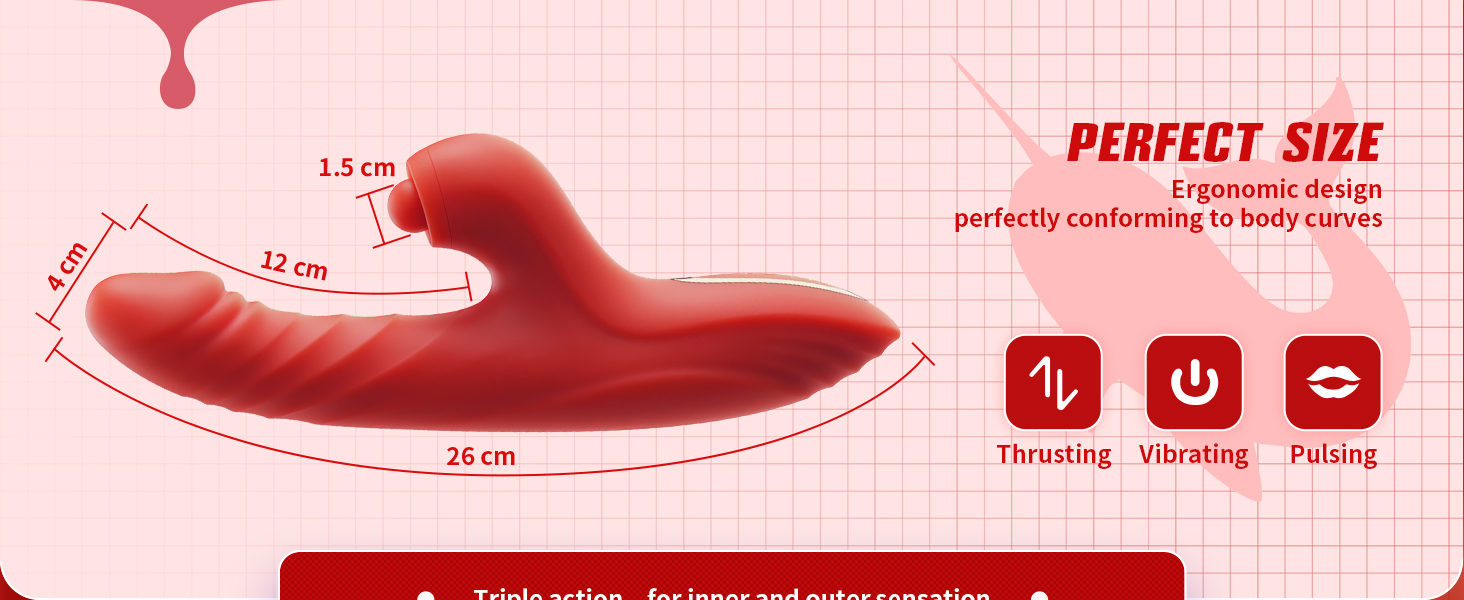 1.5 cm
4 cm
12 cm
26 cm
PERFECT SIZE
Ergonomic design
perfectly conforming to body curves
Thrusting
Vibrating
Pulsing
Triple action for inner and outer sensation